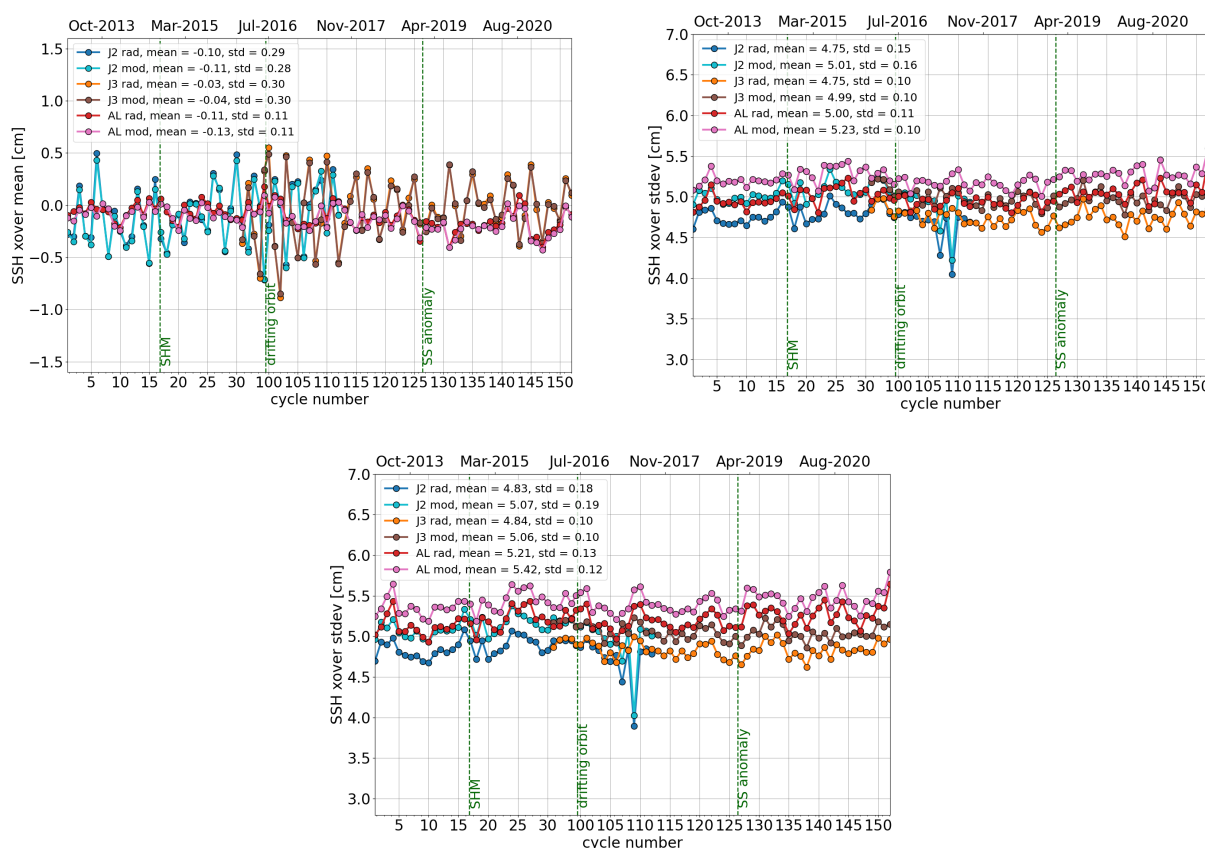 Oct-2013 Mar-2015 Jul-2016 Nov-2017 Apr-2019 Aug-2020
1.5
1.0
0.5
0.0
−0.5
−1.0
−1.5
SSH xover mean [cm]
J2 rad, mean = -0.10, std = 0.29
J2 mod, mean = -0.11, std = 0.28
J3 rad, mean = -0.03, std = 0.30
J3 mod, mean = -0.04, std = 0.30
AL rad, mean = -0.11, std = 0.11
AL mod, mean = -0.13, std = 0.11
SHM
drifting orbit
SS anomaly
5 10 15 20 25 30 100 105 110 115 120 125 130 135 140 145 150
cycle number
Oct-2013 Mar-2015 Jul-2016 Nov-2017 Apr-2019 Aug-2020
7.0
6.5
6.0
5.5
5.0
4.5
4.0
3.5
3.0
SSH xover stdev [cm]
J2 rad, mean = 4.75, std = 0.15
J2 mod, mean = 5.01, std = 0.16
J3 rad, mean = 4.75, std = 0.10
J3 mod, mean = 4.99, std = 0.10
AL rad, mean = 5.00, std = 0.11
AL mod, mean = 5.23, std = 0.10
SHM
drifting orbit
SS anomaly
5 10 15 20 25 30 100 105 110 115 120 125 130 135 140 145 150
cycle number
Oct-2013 Mar-2015 Jul-2016 Nov-2017 Apr-2019 Aug-2020
7.0
6.5
6.0
5.5
5.0
4.5
4.0
3.5
3.0
SSH xover stdev [cm]
J2 rad, mean = 4.83, std = 0.18
J2 mod, mean = 5.07, std = 0.19
J3 rad, mean = 4.84, std = 0.10
J3 mod, mean = 5.06, std = 0.10
AL rad, mean = 5.21, std = 0.13
AL mod, mean = 5.42, std = 0.12
SHM
drifting orbit
SS anomaly
5 10 15 20 25 30 100 105 110 115 120 125 130 135 140 145 150
cycle number